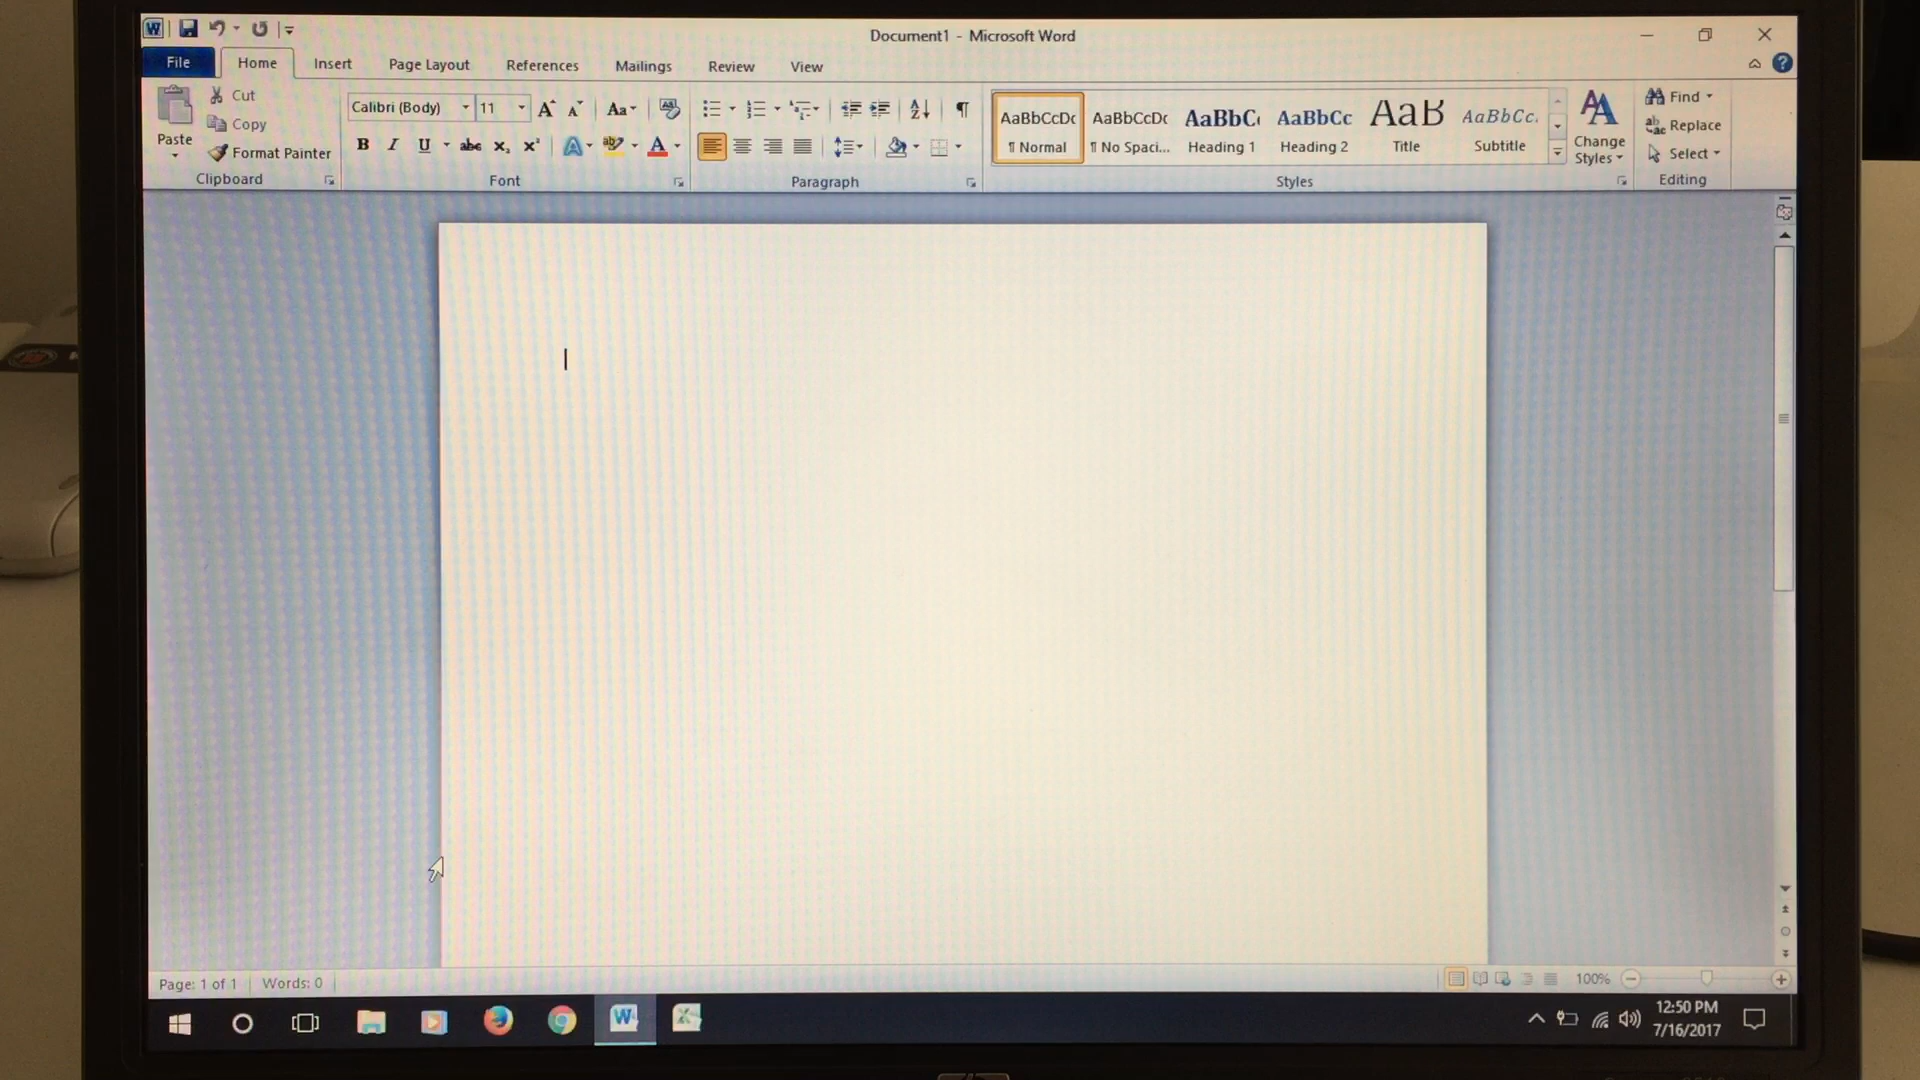 Document1 - Microsoft Word
File Home Insert Page Layout References Mailings Review View
Paste
Cut
Copy
Format Painter
Clipboard
Calibri (Body) 11
Font
Paragraph
AaBbCcDc AaBbCcDc AaBbC AaBbCc AaB AaBbCc.
¶ Normal ¶ No Spaci... Heading 1 Heading 2 Title Subtitle
Change
Styles
Styles
Find
Replace
Select
Editing
Page: 1 of 1 Words: 0
100%
12:50 PM
7/16/2017